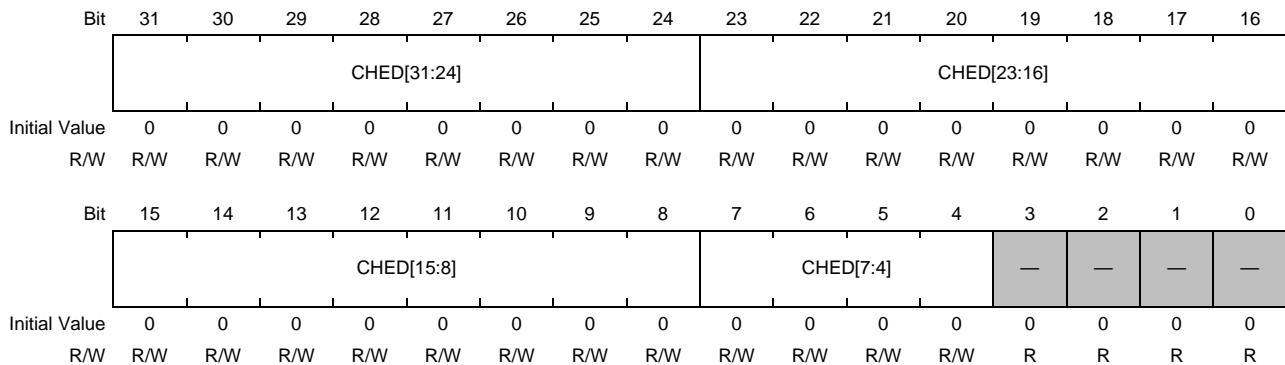 Bit 31 30 29 28 27 26 25 24 23 22 21 20 19 18 17 16
CHED[31:24] CHED[23:16]
Initial Value 0 0 0 0 0 0 0 0 0 0 0 0 0 0 0 0
R/W R/W R/W R/W R/W R/W R/W R/W R/W R/W R/W R/W R/W R/W R/W R/W R/W
Bit 15 14 13 12 11 10 9 8 7 6 5 4 3 2 1 0
CHED[15:8] CHED[7:4] — — — —
Initial Value 0 0 0 0 0 0 0 0 0 0 0 0 0 0 0 0
R/W R/W R/W R/W R/W R/W R/W R/W R/W R/W R/W R/W R/W R R R R